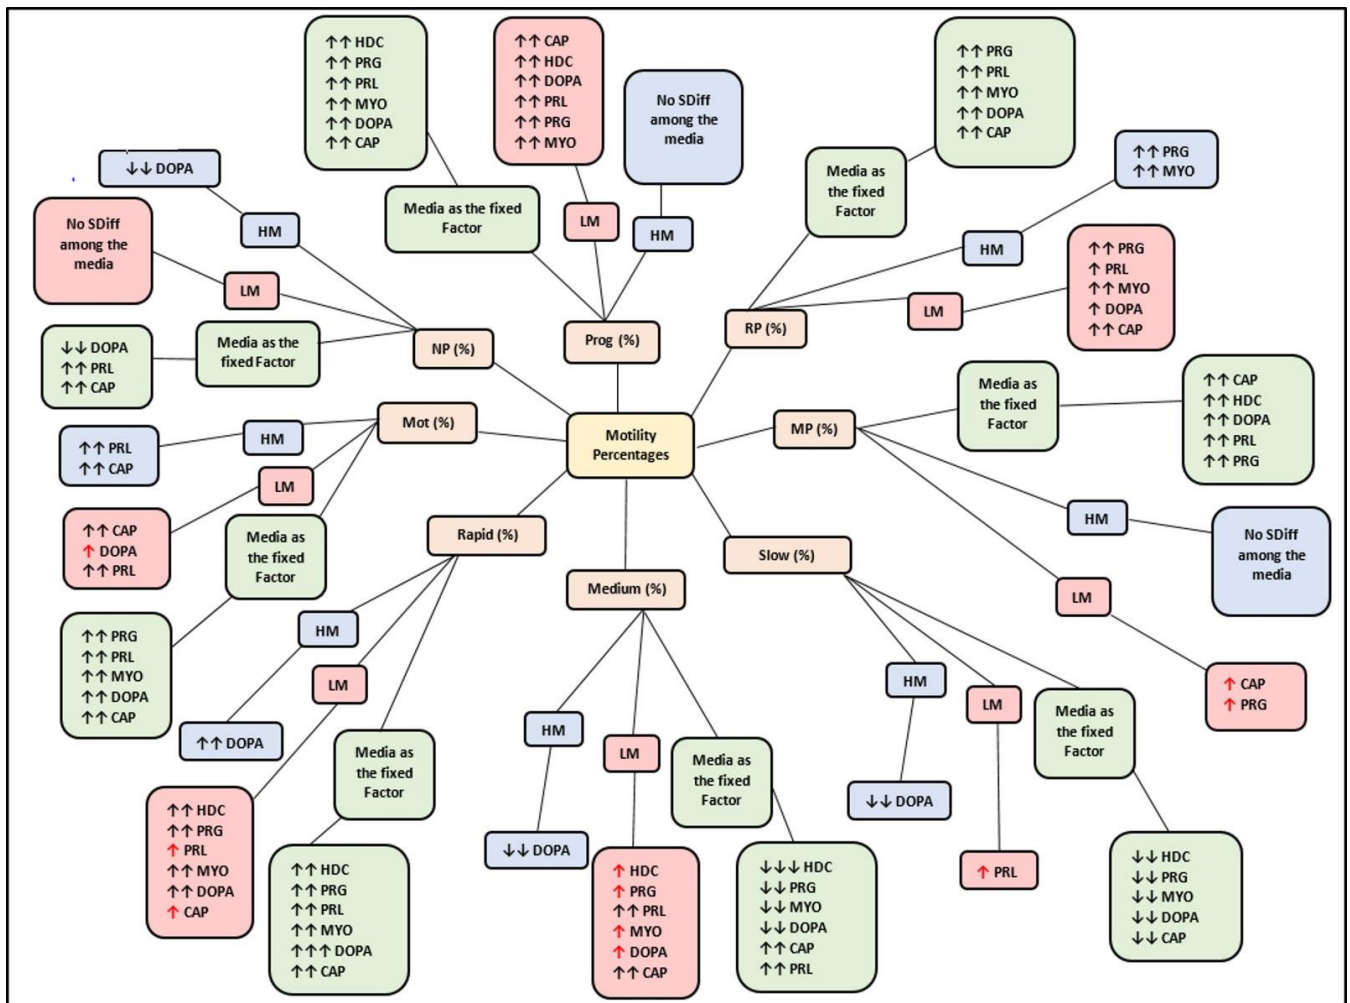 Motility
Percentages
NP (%)
HM
↓↓ DOPA
LM
No SDiff
among the
media
Media as the
fixed Factor
↓↓ DOPA
↑↑ PRL
↑↑ CAP
Prog (%)
Media as the fixed
Factor
↑↑ HDC
↑↑ PRG
↑↑ PRL
↑↑ MYO
↑↑ DOPA
↑↑ CAP
LM
↑↑ CAP
↑↑ HDC
↑↑ DOPA
↑↑ PRL
↑↑ PRG
↑↑ MYO
HM
No SDiff
among the
media
RP (%)
Media as
the fixed
Factor
↑↑ PRG
↑↑ PRL
↑↑ MYO
↑↑ DOPA
↑↑ CAP
HM
↑↑ PRG
↑↑ MYO
LM
↑↑ PRG
↑ PRL
↑↑ MYO
↑ DOPA
↑↑ CAP
MP (%)
Media as
the fixed
Factor
↑↑ CAP
↑↑ HDC
↑↑ DOPA
↑↑ PRL
↑↑ PRG
HM
No SDiff
among the
media
LM
↑ CAP
↑ PRG
Mot (%)
HM
↑↑ PRL
↑↑ CAP
LM
↑↑ CAP
↑ DOPA
↑↑ PRL
Media as
the fixed
Factor
↑↑ PRG
↑↑ PRL
↑↑ MYO
↑↑ DOPA
↑↑ CAP
Rapid (%)
HM
↑↑ DOPA
LM
↑↑ HDC
↑↑ PRG
↑ PRL
↑↑ MYO
↑↑ DOPA
↑ CAP
Media as
the fixed
Factor
↑↑ HDC
↑↑ PRG
↑↑ PRL
↑↑ MYO
↑↑↑ DOPA
↑↑ CAP
Medium (%)
HM
↓↓ DOPA
LM
↑ HDC
↑ PRG
↑↑ PRL
↑ MYO
↑ DOPA
↑↑ CAP
Media as
the fixed
Factor
↓↓↓ HDC
↓↓ PRG
↓↓ MYO
↓↓ DOPA
↑↑ CAP
↑↑ PRL
Slow (%)
HM
↓↓ DOPA
LM
↑ PRL
Media as
the fixed
Factor
↓↓ HDC
↓↓ PRG
↓↓ MYO
↓↓ DOPA
↓↓ CAP